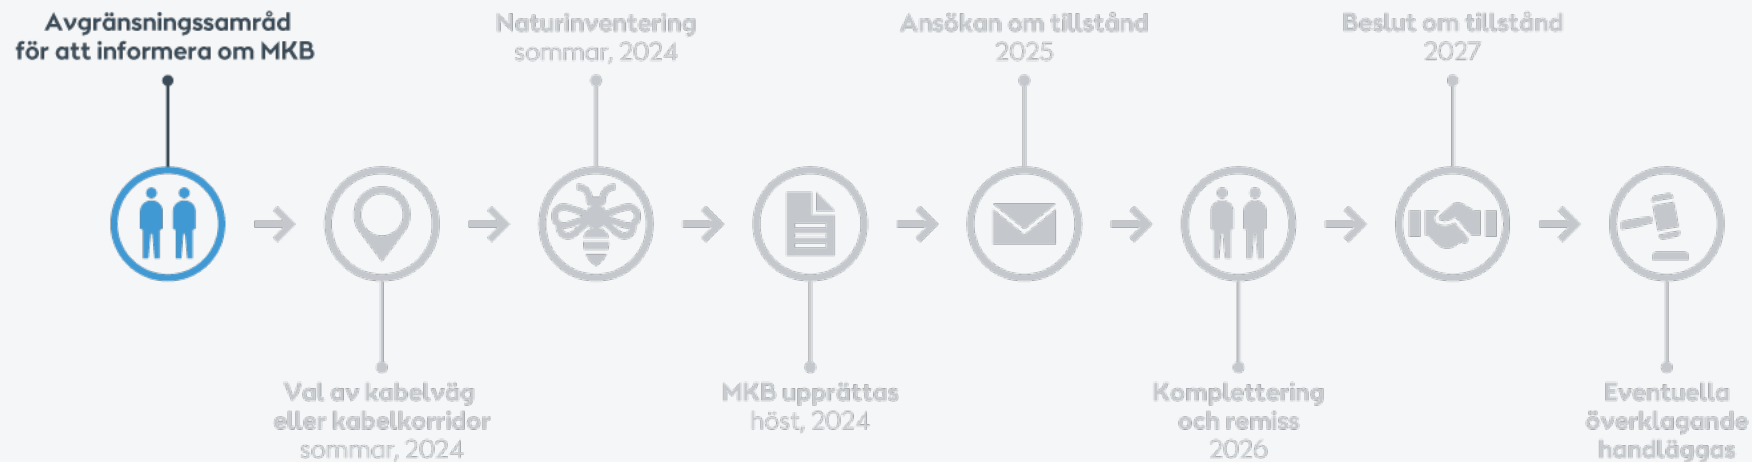 Avgränsningssamråd
för att informera om MKB
Val av kabelväg
eller kabelkorridor
sommar, 2024
Naturinventering
sommar, 2024
MKB upprättas
höst, 2024
Ansökan om tillstånd
2025
Komplettering
och remiss
2026
Beslut om tillstånd
2027
Eventuella
överklagande
handläggas